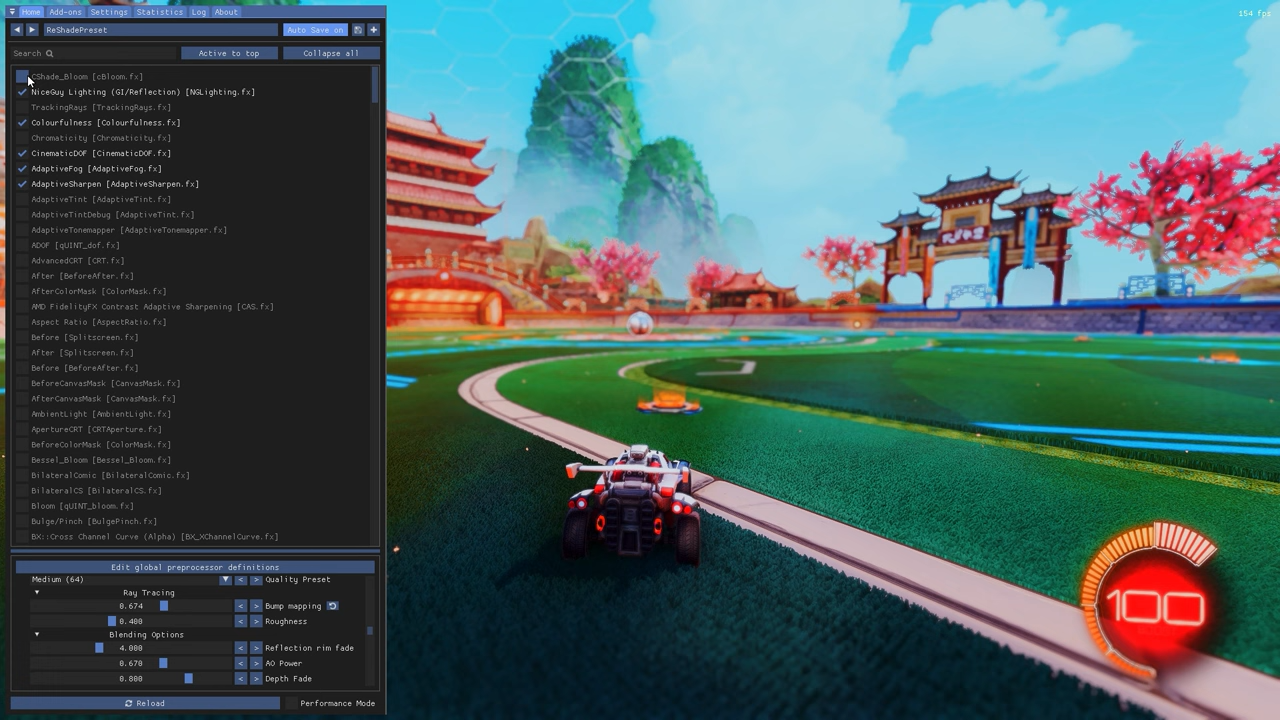 Home Add-ons Settings Statistics Log About
154 fps
ReShadePreset Auto Save on
Search Active to top Collapse all
CShade_Bloom [cBloom.fx]
NiceGuy Lighting (GI/Reflection) [NGLighting.fx]
TrackingRays [TrackingRays.fx]
Colourfulness [Colourfulness.fx]
Chromaticity [Chromaticity.fx]
CinematicDOF [CinematicDOF.fx]
AdaptiveFog [AdaptiveFog.fx]
AdaptiveSharpen [AdaptiveSharpen.fx]
AdaptiveTint [AdaptiveTint.fx]
AdaptiveTintDebug [AdaptiveTint.fx]
AdaptiveTonemapper [AdaptiveTonemapper.fx]
ADOF [qUINT_dof.fx]
AdvancedCRT [CRT.fx]
After [BeforeAfter.fx]
AfterColorMask [ColorMask.fx]
AMD FidelityFX Contrast Adaptive Sharpening [CAS.fx]
Aspect Ratio [AspectRatio.fx]
Before [Splitscreen.fx]
After [Splitscreen.fx]
Before [BeforeAfter.fx]
BeforeCanvasMask [CanvasMask.fx]
AfterCanvasMask [CanvasMask.fx]
AmbientLight [AmbientLight.fx]
ApertureCRT [CRTAperture.fx]
BeforeColorMask [ColorMask.fx]
Bessel_Bloom [Bessel_Bloom.fx]
BilateralComic [BilateralComic.fx]
BilateralCS [BilateralCS.fx]
Bloom [qUINT_bloom.fx]
Bulge/Pinch [BulgePinch.fx]
BX::Cross Channel Curve (Alpha) [BX_XChannelCurve.fx]
Edit global preprocessor definitions
Medium (64) < > Quality Preset
Ray Tracing
0.674 < > Bump mapping
0.400 < > Roughness
Blending Options
4.000 < > Reflection rim fade
0.670 < > AO Power
0.800 < > Depth Fade
Reload Performance Mode
100